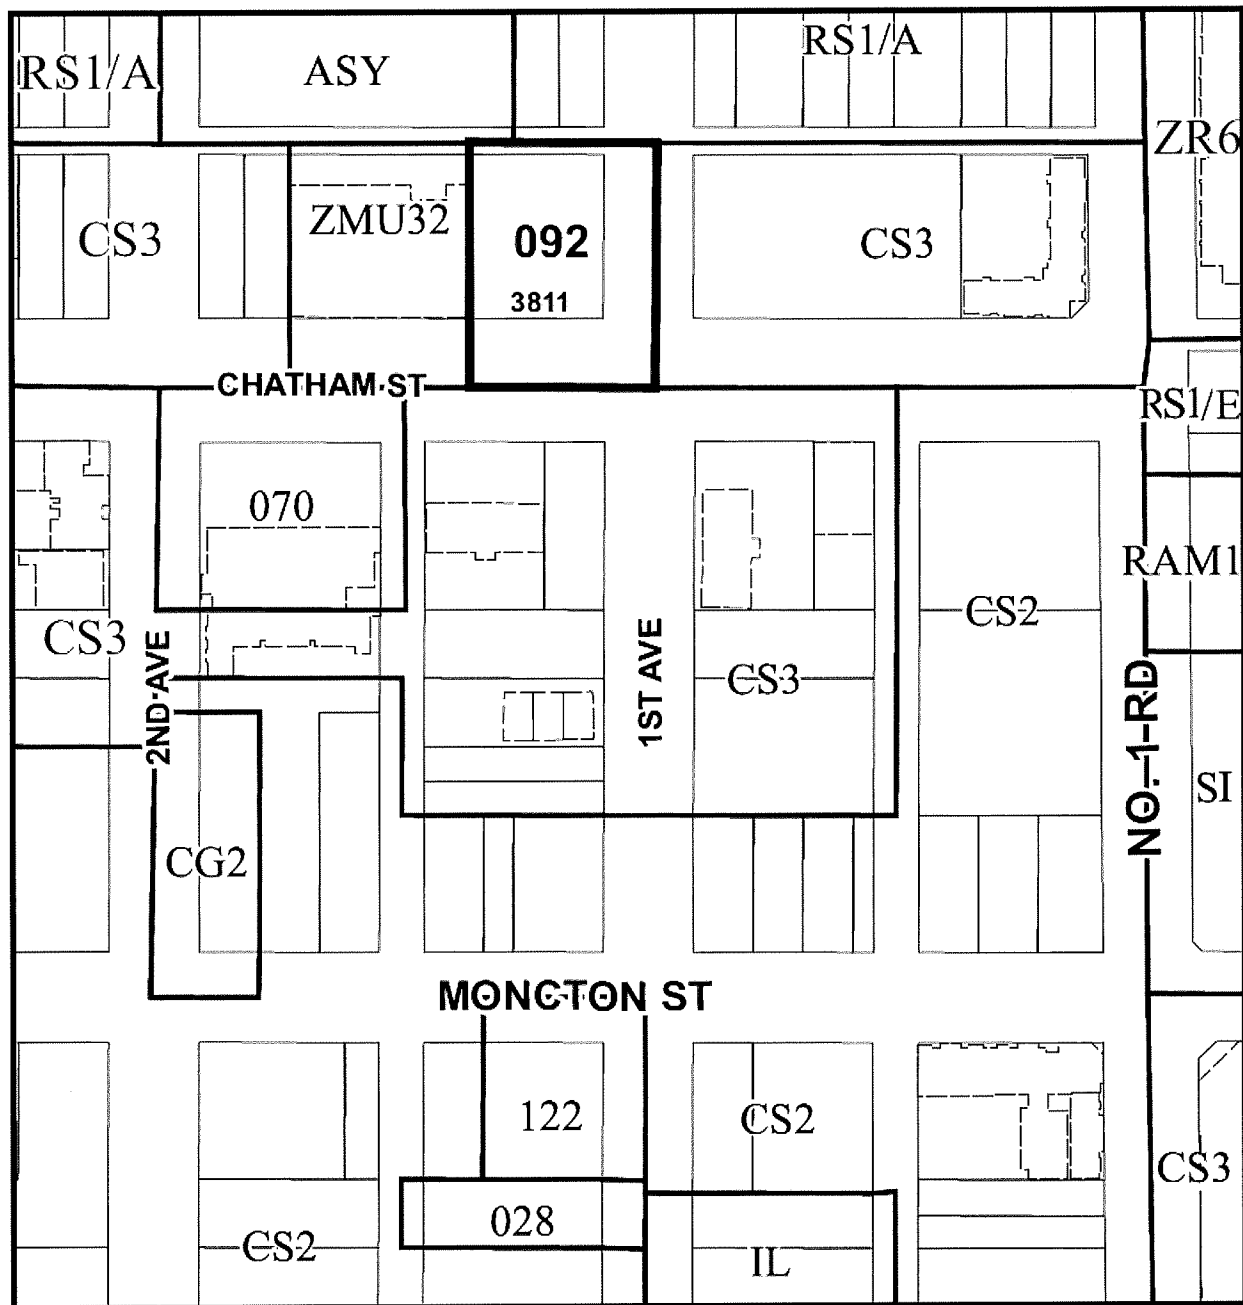 RS1/A
ASY
RS1/A
ZR6
CS3
ZMU32
092
CS3
3811
CHATHAM ST
RS1/E
070
RAM1
CS2
CS3
2ND AVE
1ST AVE
CS3
NO. 1 RD
SI
CG2
MONCTON ST
122
CS2
CS3
028
CS2
IL